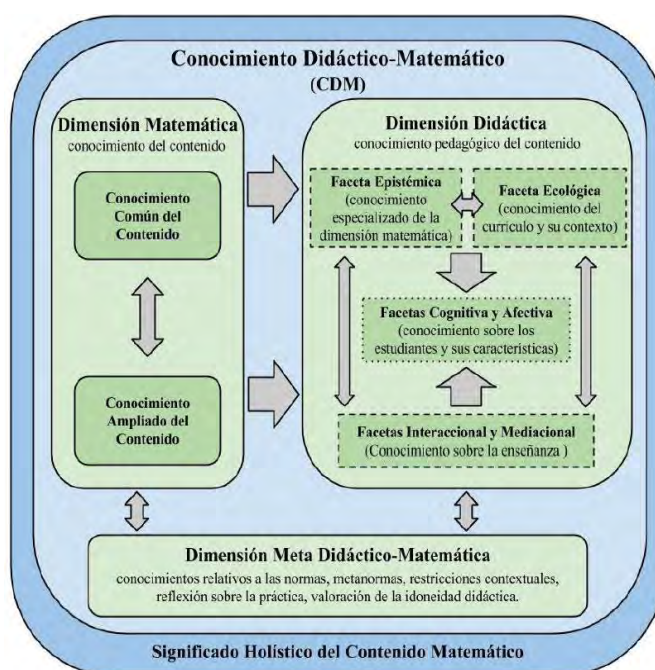 Conocimiento Didáctico-Matemático
(CDM)
Dimensión Matemática
conocimiento del contenido
Conocimiento
Común del
Contenido
Conocimiento
Ampliado del
Contenido
Dimensión Didáctica
conocimiento pedagógico del contenido
Faceta Epistémica
(conocimiento
especializado de la
dimensión matemática)
Faceta Ecológica
(conocimiento del
currículo y su contexto)
Facetas Cognitiva y Afectiva
(conocimiento sobre los
estudiantes y sus características)
Facetas Interaccional y Mediacional
(Conocimiento sobre la enseñanza )
Dimensión Meta Didáctico-Matemática
conocimientos relativos a las normas, metanormas, restricciones contextuales,
reflexión sobre la práctica, valoración de la idoneidad didáctica.
Significado Holístico del Contenido Matemático